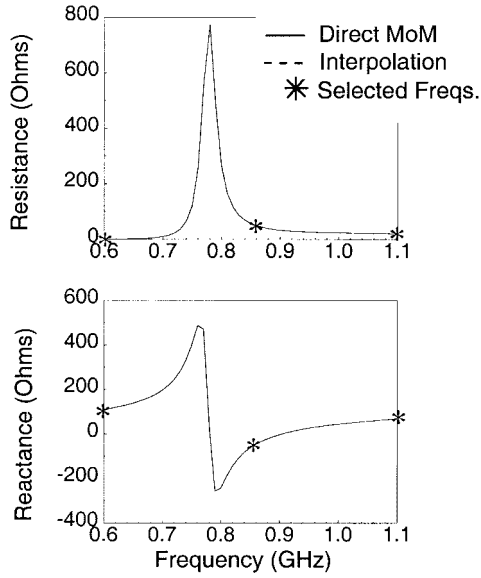 800
600
400
200
0
Resistance (Ohms)
Direct MoM
Interpolation
Selected Freqs.
0.6 0.7 0.8 0.9 1.0 1.1
600
400
200
0
-200
-400
Reactance (Ohms)
0.6 0.7 0.8 0.9 1.0 1.1
Frequency (GHz)